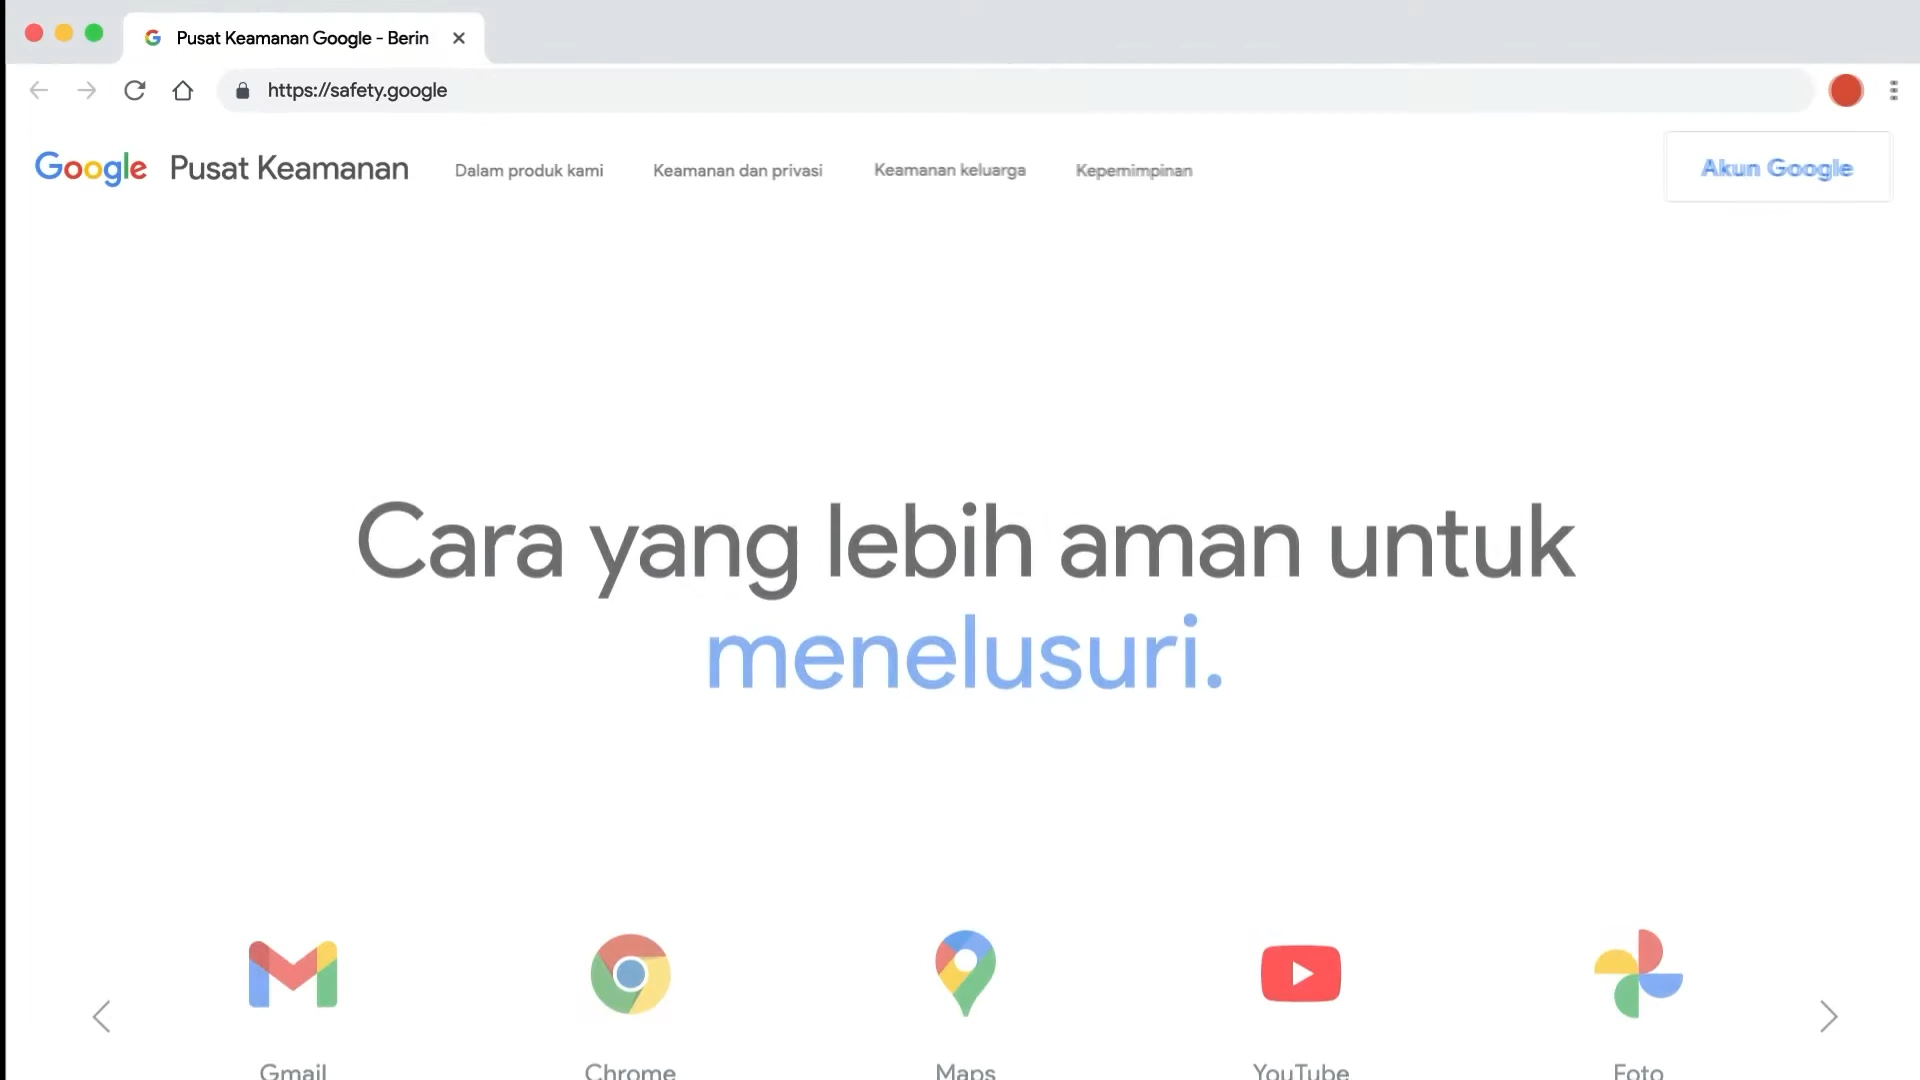 Pusat Keamanan Google - Berin
https://safety.google
Google Pusat Keamanan Dalam produk kami Keamanan dan privasi Keamanan keluarga Kepemimpinan Akun Google
Cara yang lebih aman untuk
menelusuri.
Gmail Chrome Maps YouTube Foto